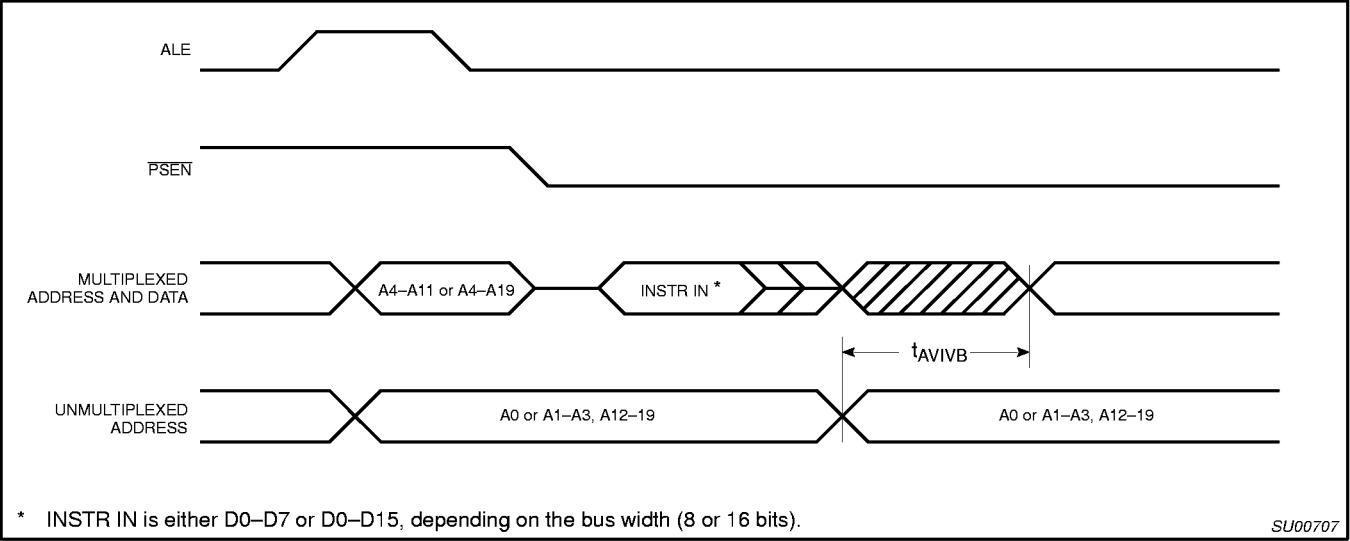 ALE
PSEN
MULTIPLEXED
ADDRESS AND DATA
A4–A11 or A4–A19
INSTR IN *
tAVIVB
UNMULTIPLEXED
ADDRESS
A0 or A1–A3, A12–19
A0 or A1–A3, A12–19
* INSTR IN is either D0–D7 or D0–D15, depending on the bus width (8 or 16 bits).
SU00707